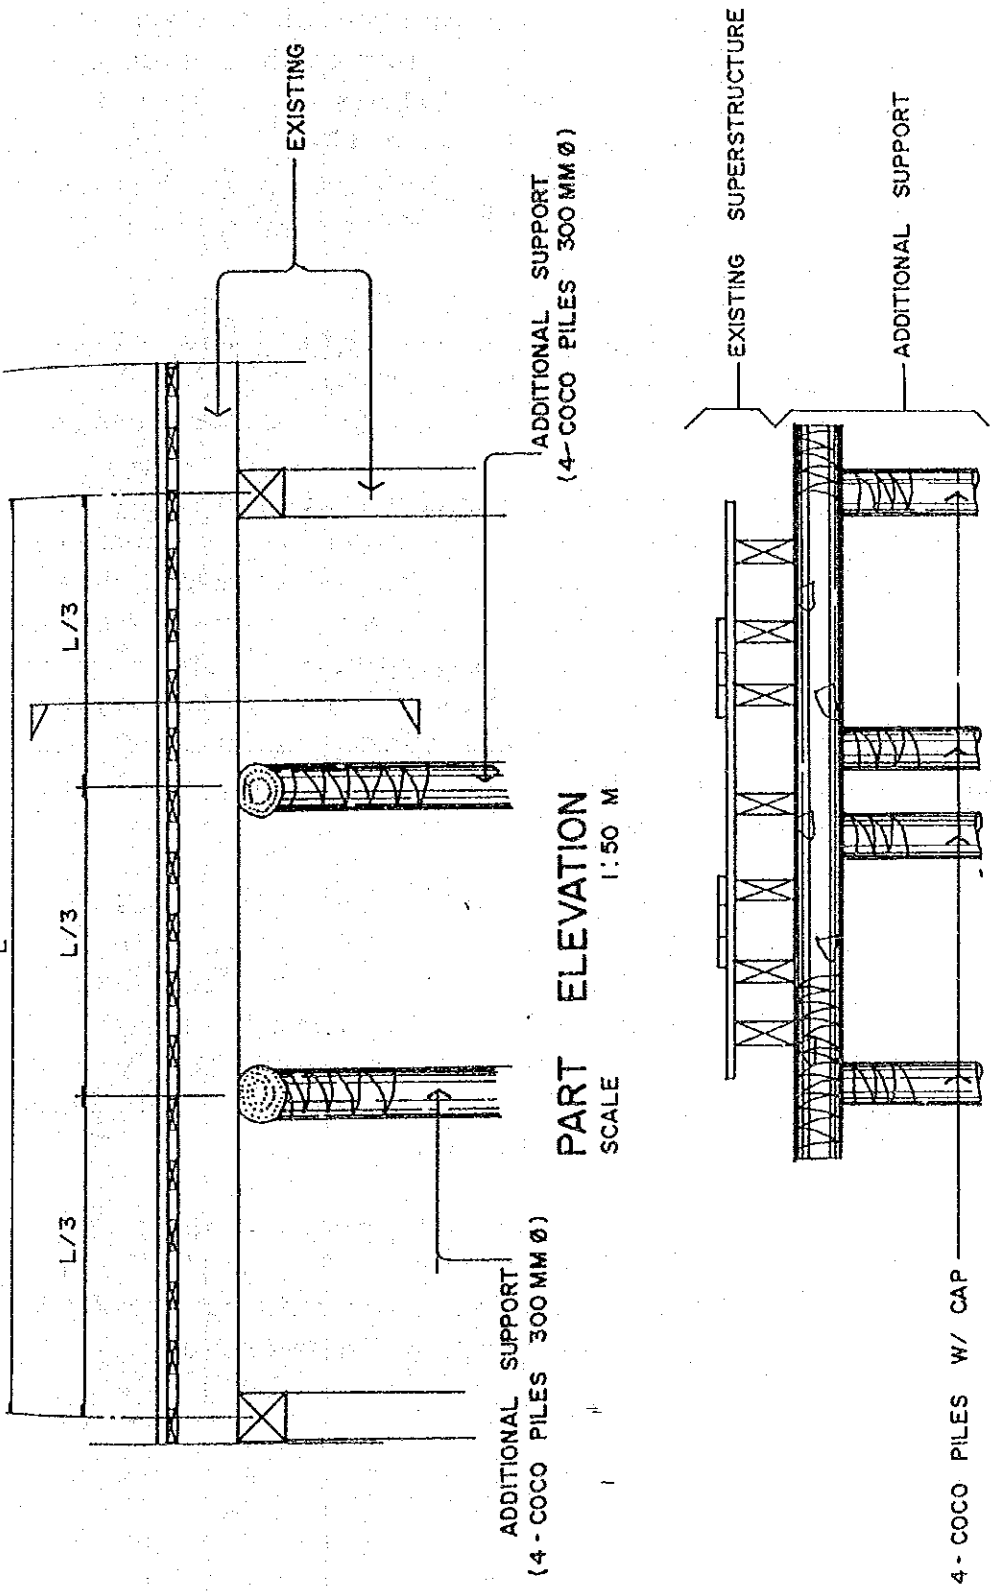 L
L/3
L/3
L/3
EXISTING
ADDITIONAL SUPPORT
(4-COCO PILES 300 MM Ø)
ADDITIONAL SUPPORT
(4-COCO PILES 300 MM Ø)
PART ELEVATION
SCALE 1:50 M
EXISTING SUPERSTRUCTURE
ADDITIONAL SUPPORT
4-COCO PILES W/ CAP